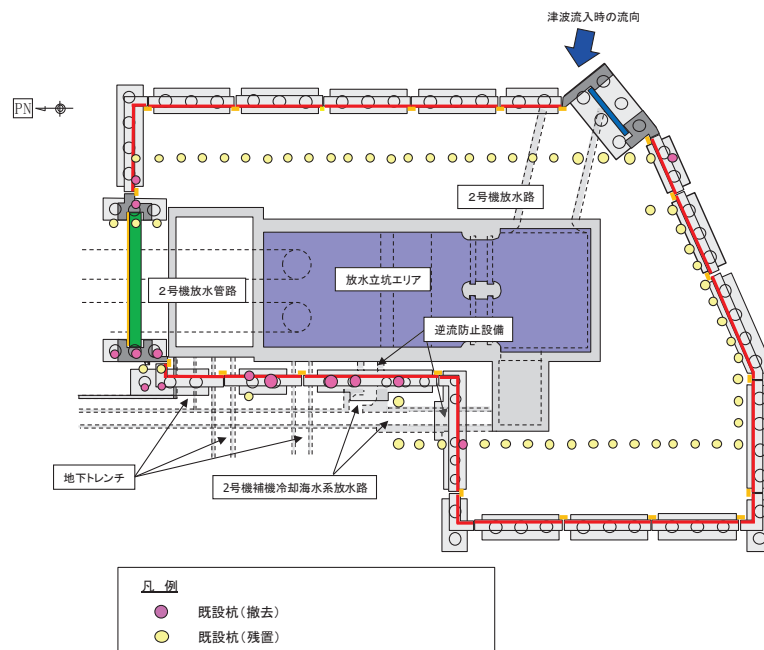 津波流入時の流向
PN
2号機放水路
放水立坑エリア
2号機放水管路
逆流防止設備
地下トレンチ
2号機補機冷却海水系放水路
凡 例
既設杭(撤去)
既設杭(残置)